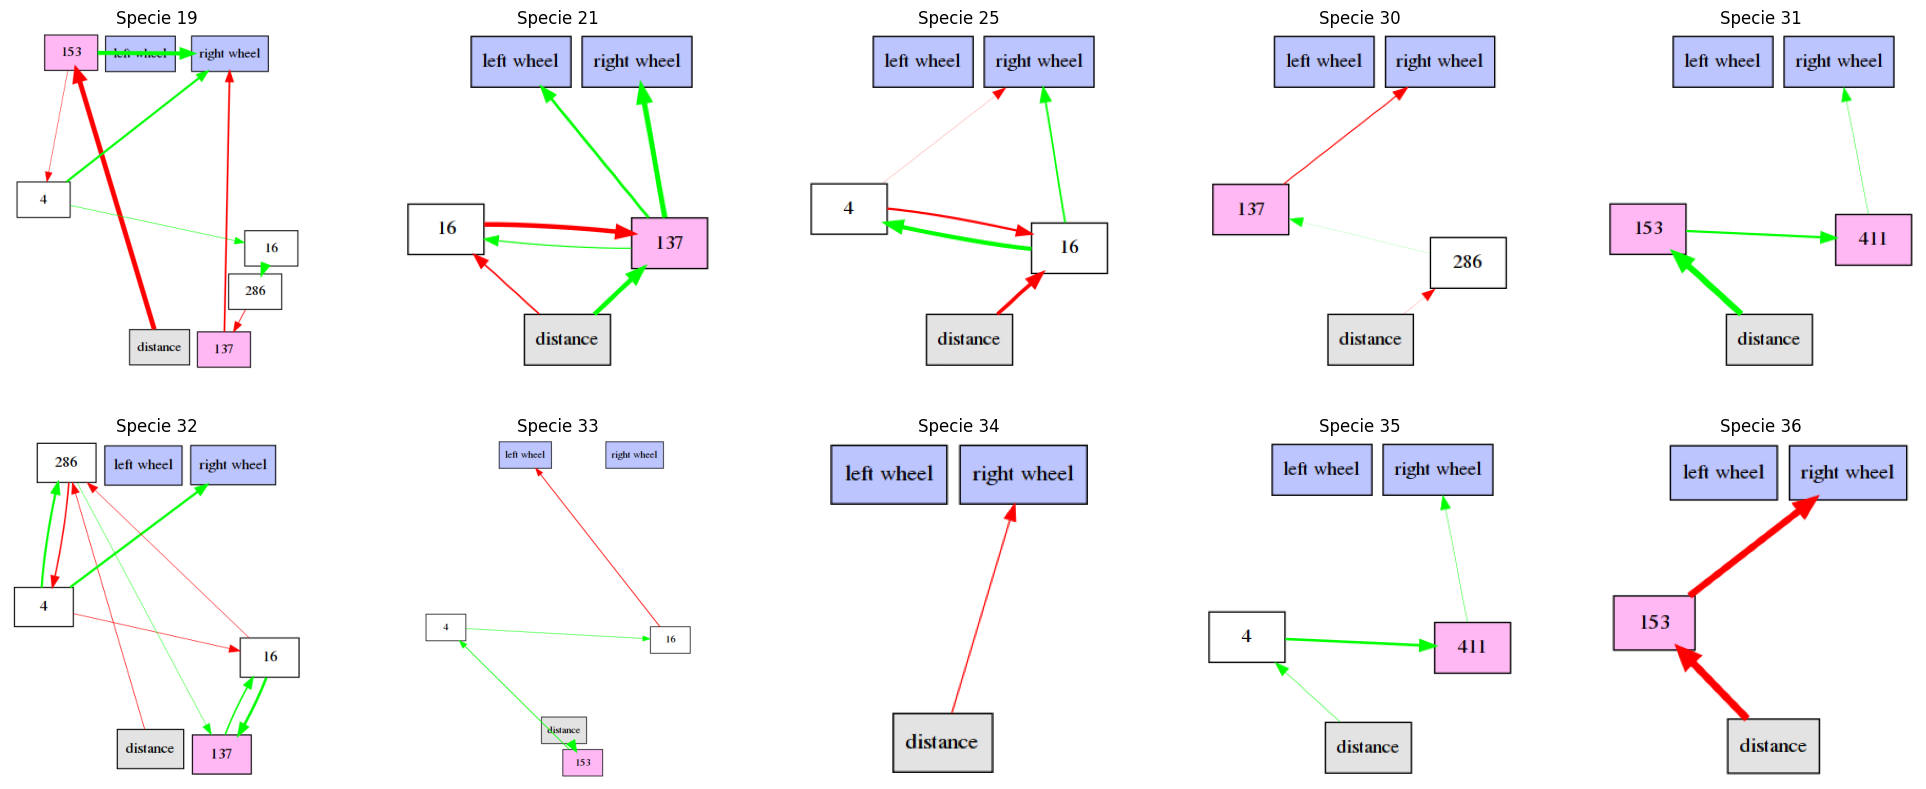 Specie 19
153
left wheel
right wheel
4
16
286
distance
137
Specie 21
left wheel
right wheel
16
137
distance
Specie 25
left wheel
right wheel
4
16
distance
Specie 30
left wheel
right wheel
137
286
distance
Specie 31
left wheel
right wheel
153
411
distance
Specie 32
286
left wheel
right wheel
4
16
distance
137
Specie 33
left wheel
right wheel
4
16
distance
153
Specie 34
left wheel
right wheel
distance
Specie 35
left wheel
right wheel
4
411
distance
Specie 36
left wheel
right wheel
153
distance